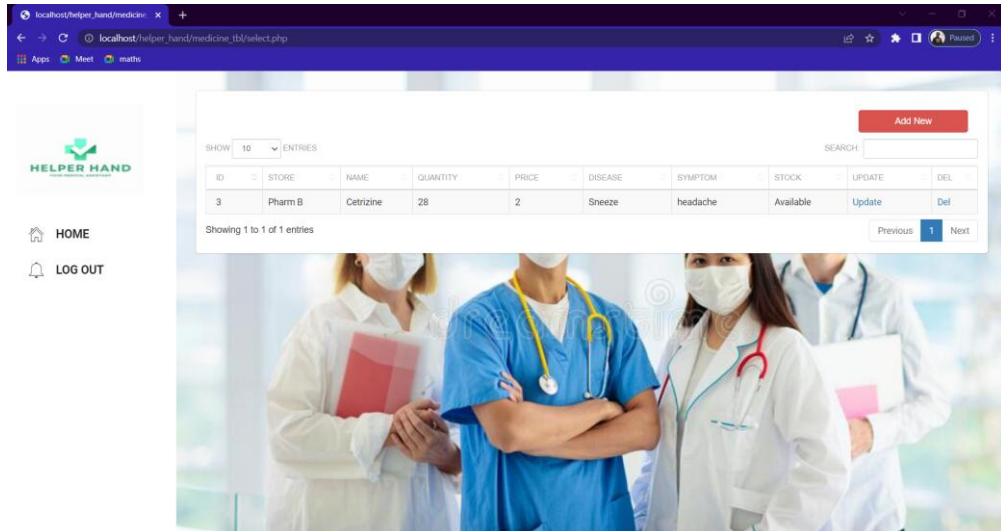 localhost/helper_hand/medicine_
localhost/helper_hand/medicine_tbl/select.php
Paused
Apps Meet maths
HELPER HAND
HOME
LOG OUT
Add New
SHOW 10 ENTRIES
SEARCH:
ID STORE NAME QUANTITY PRICE DISEASE SYMPTOM STOCK UPDATE DEL
3 Pharm B Cetrizine 28 2 Sneeze headache Available Update Del
Showing 1 to 1 of 1 entries
Previous 1 Next
dreamstime